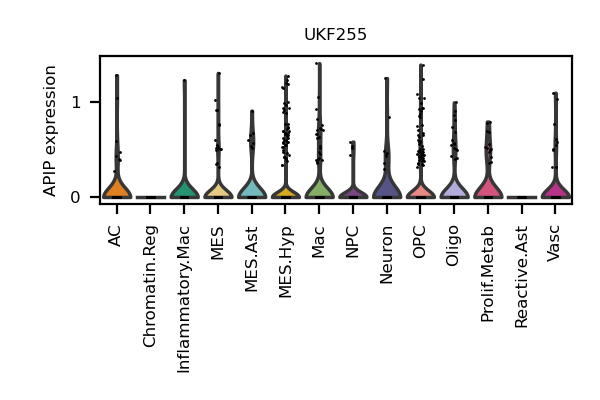 UKF255
APIP expression
1
0
AC
Chromatin.Reg
Inflammatory.Mac
MES
MES.Ast
MES.Hyp
Mac
NPC
Neuron
OPC
Oligo
Prolif.Metab
Reactive.Ast
Vasc